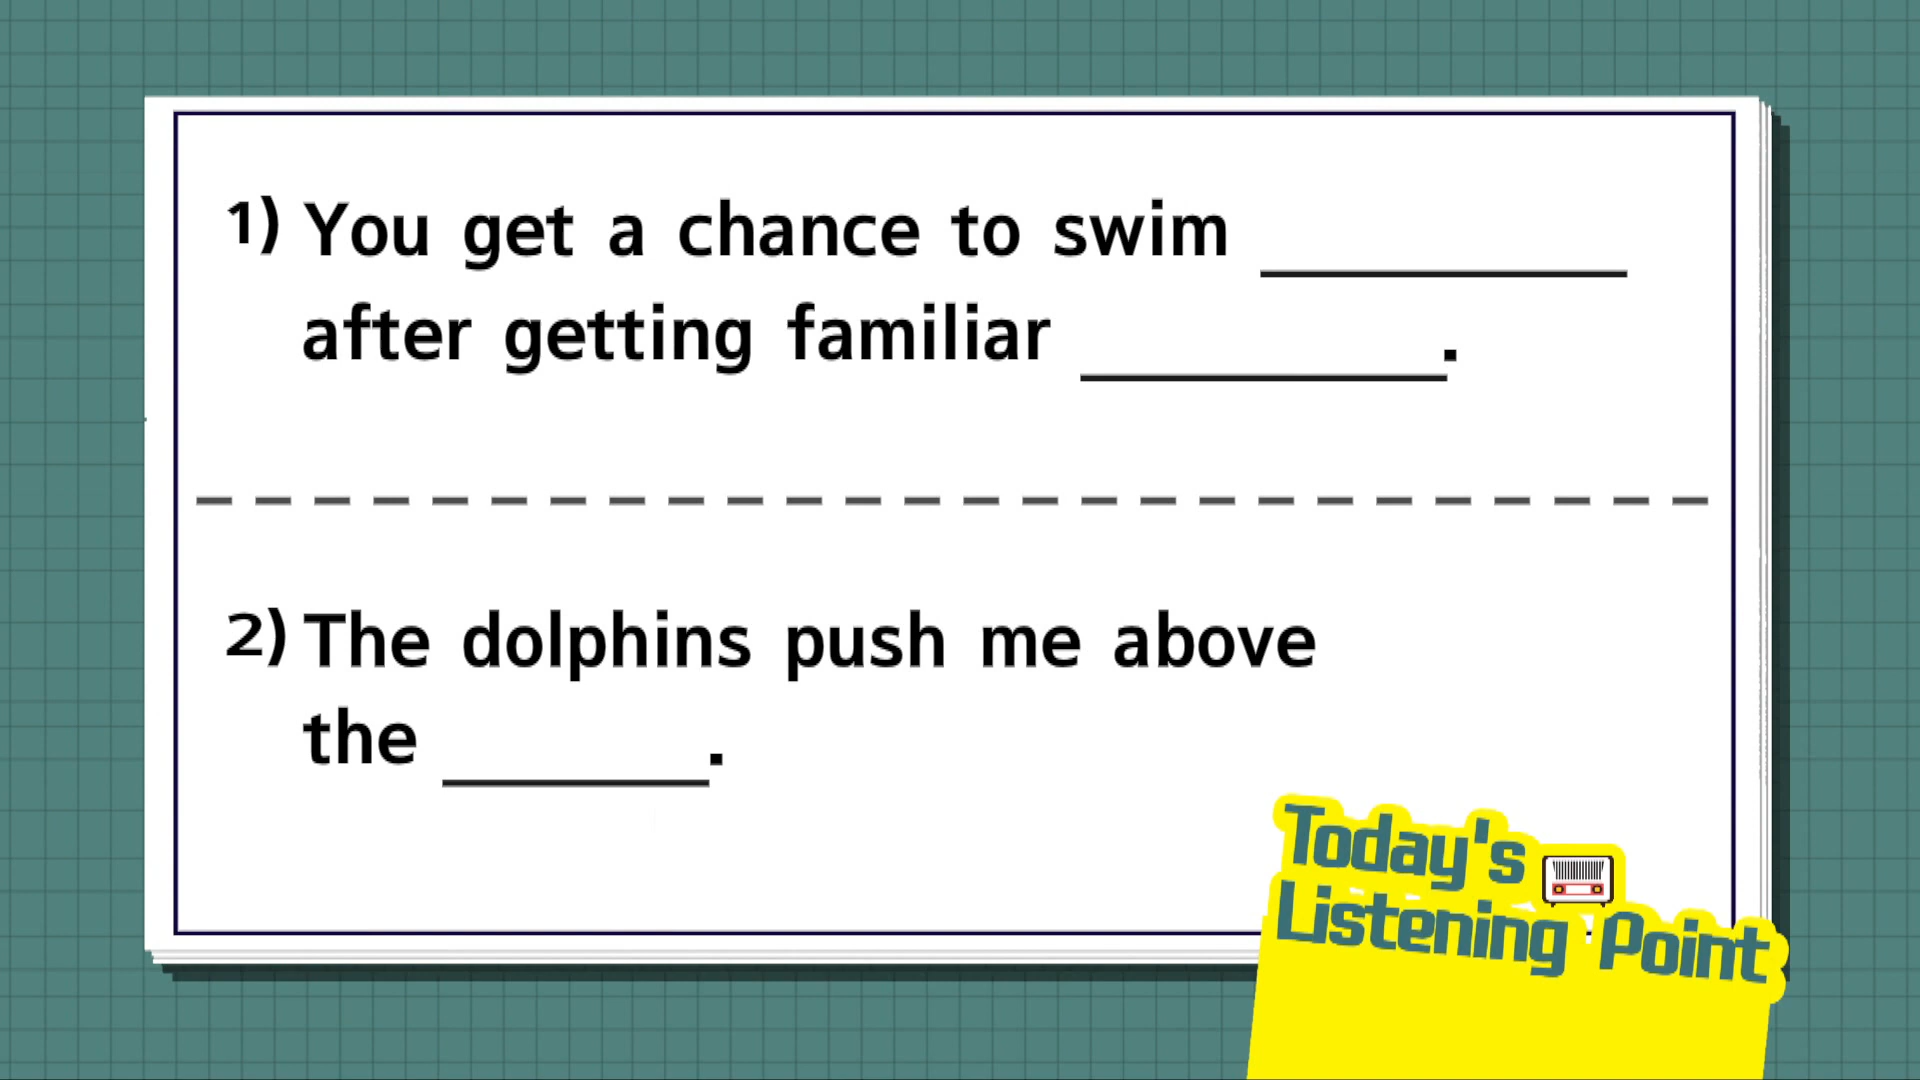 1) You get a chance to swim __________
after getting familiar __________.
2) The dolphins push me above
the _______.
Today's
Listening Point